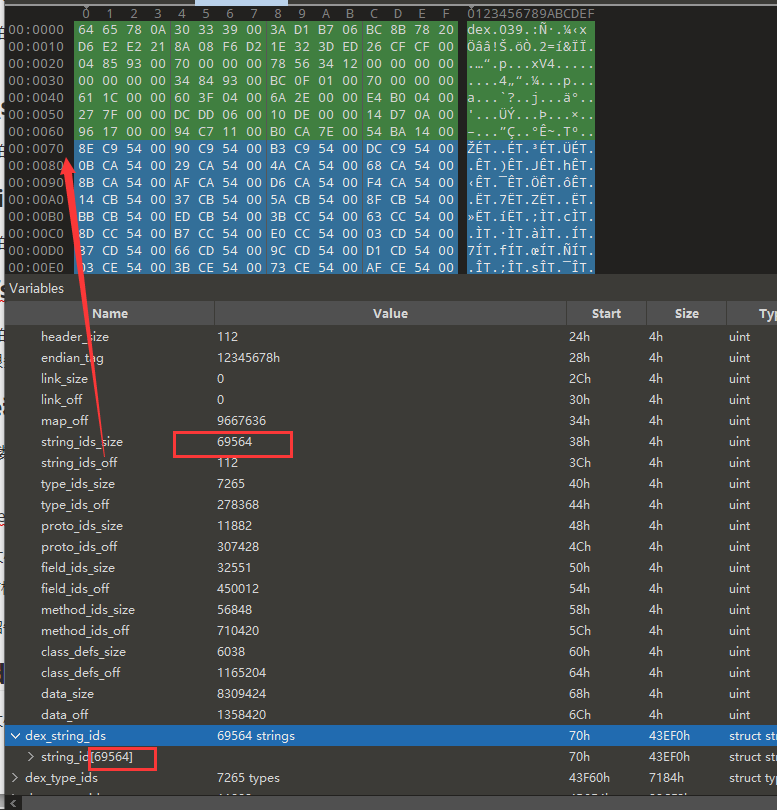 0 1 2 3 4 5 6 7 8 9 A B C D E F 0123456789ABCDEF
00:0000 64 65 78 0A 30 33 39 00 3A D1 B7 06 BC 8B 78 20 dex.039.:Ñ·.¼‹x
00:0010 D6 E2 E2 21 8A 08 F6 D2 1E 32 3D ED 26 CF CF 00 Öââ!Š.öÒ.2=í&ÏÏ.
00:0020 04 85 93 00 70 00 00 00 78 56 34 12 00 00 00 00 .…“.p...xV4.....
00:0030 00 00 00 00 34 84 93 00 BC 0F 01 00 70 00 00 00 ....4„“.¼...p...
00:0040 61 1C 00 00 60 3F 04 00 6A 2E 00 00 E4 B0 04 00 a...`?..j...ä°..
00:0050 27 7F 00 00 DC DD 06 00 10 DE 00 00 14 D7 0A 00 '...ÜÝ...Þ...×..
00:0060 96 17 00 00 94 C7 11 00 B0 CA 7E 00 54 BA 14 00 –...”Ç..°Ê~.Tº..
00:0070 8E C9 54 00 90 C9 54 00 B3 C9 54 00 DC C9 54 00 ŽÉT..ÉT.³ÉT.ÜÉT.
00:0080 0B CA 54 00 29 CA 54 00 4A CA 54 00 68 CA 54 00 .ÊT.)ÊT.JÊT.hÊT.
00:0090 8B CA 54 00 AF CA 54 00 D6 CA 54 00 F4 CA 54 00 ‹ÊT.¯ÊT.ÖÊT.ôÊT.
00:00A0 14 CB 54 00 37 CB 54 00 5A CB 54 00 8F CB 54 00 .ËT.7ËT.ZËT..ËT.
00:00B0 BB CB 54 00 ED CB 54 00 3B CC 54 00 63 CC 54 00 »ËT.íËT.;ÌT.cÌT.
00:00C0 8D CC 54 00 B7 CC 54 00 E0 CC 54 00 03 CD 54 00 .ÌT.·ÌT.àÌT..ÍT.
00:00D0 37 CD 54 00 66 CD 54 00 9C CD 54 00 D1 CD 54 00 7ÍT.fÍT.œÍT.ÑÍT.
00:00E0 03 CE 54 00 3B CE 54 00 73 CE 54 00 AF CE 54 00 .ÎT.;ÎT.sÎT.¯ÎT.
Variables
Name Value Start Size Ty
header_size 112 24h 4h uint
endian_tag 12345678h 28h 4h uint
link_size 0 2Ch 4h uint
link_off 0 30h 4h uint
map_off 9667636 34h 4h uint
string_ids_size 69564 38h 4h uint
string_ids_off 112 3Ch 4h uint
type_ids_size 7265 40h 4h uint
type_ids_off 278368 44h 4h uint
proto_ids_size 11882 48h 4h uint
proto_ids_off 307428 4Ch 4h uint
field_ids_size 32551 50h 4h uint
field_ids_off 450012 54h 4h uint
method_ids_size 56848 58h 4h uint
method_ids_off 710420 5Ch 4h uint
class_defs_size 6038 60h 4h uint
class_defs_off 1165204 64h 4h uint
data_size 8309424 68h 4h uint
data_off 1358420 6Ch 4h uint
dex_string_ids 69564 strings 70h 43EF0h struct st
string_id[69564] 70h 43EF0h struct st
dex_type_ids 7265 types 43F60h 7184h struct ty